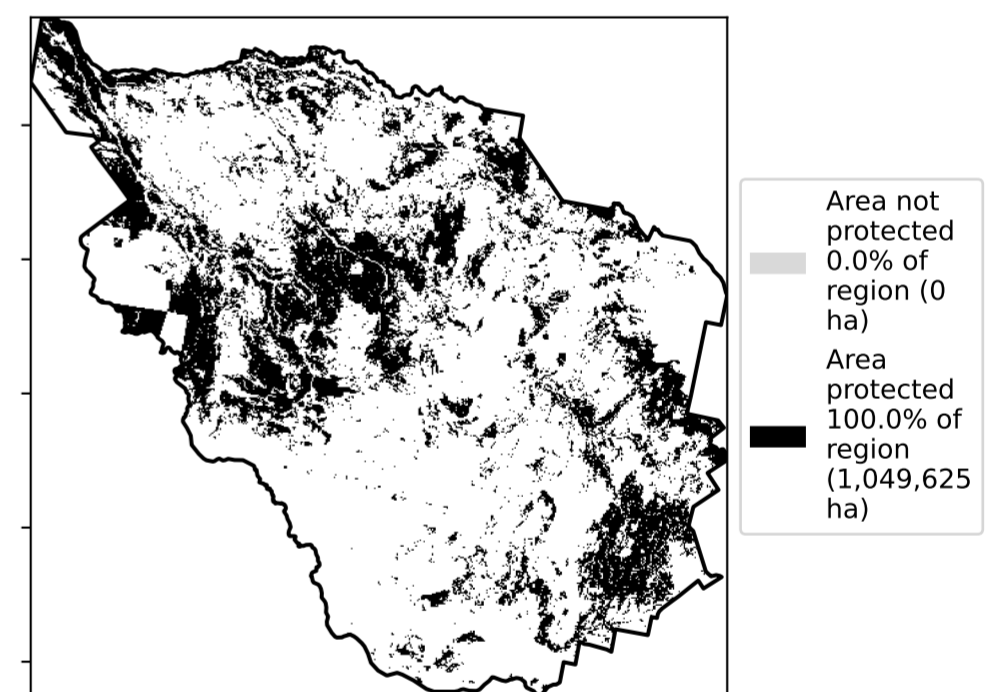 Area not
protected
0.0% of
region (0
ha)
Area
protected
100.0% of
region
(1,049,625
ha)